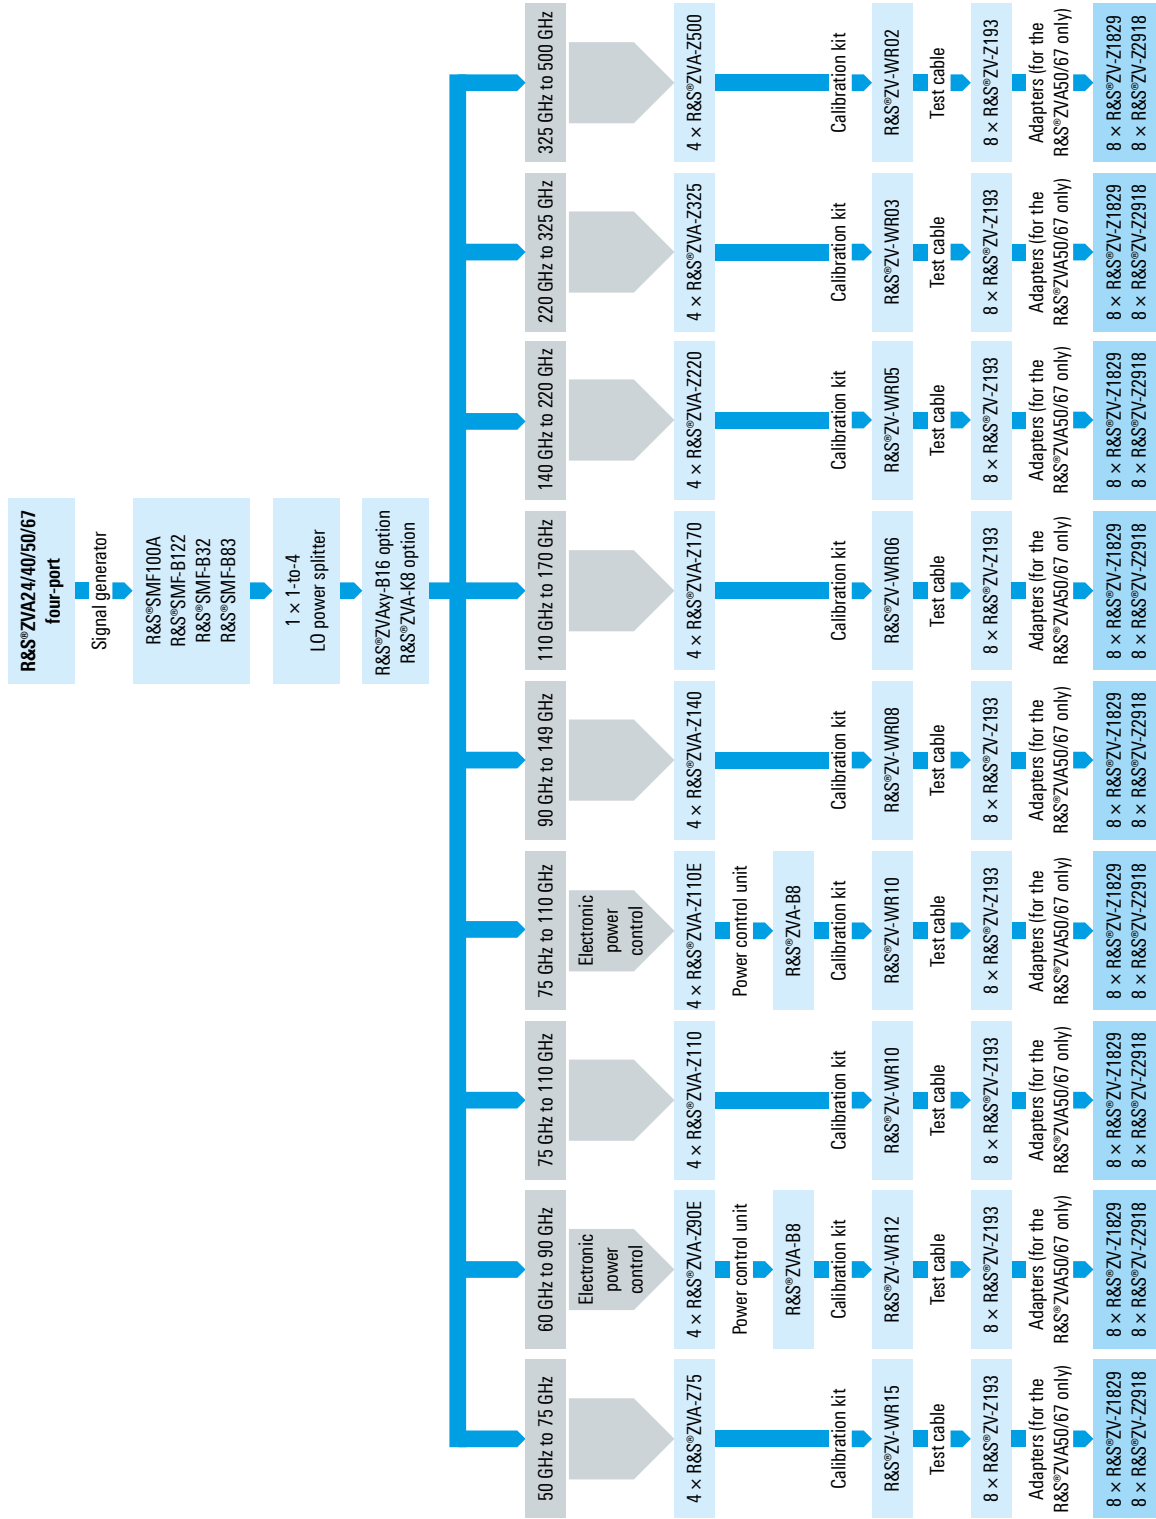 R&S®ZVA24/40/50/67
four-port
Signal generator
R&S®SMF100A
R&S®SMF-B122
R&S®SMF-B32
R&S®SMF-B83
1 × 1-to-4
LO power splitter
R&S®ZVAxy-B16 option
R&S®ZVA-K8 option
50 GHz to 75 GHz
4 × R&S®ZVA-Z75
Calibration kit
R&S®ZV-WR15
Test cable
8 × R&S®ZV-Z193
Adapters (for the
R&S®ZVA50/67 only)
8 × R&S®ZV-Z1829
8 × R&S®ZV-Z2918
60 GHz to 90 GHz
Electronic
power
control
4 × R&S®ZVA-Z90E
Power control unit
R&S®ZVA-B8
Calibration kit
R&S®ZV-WR12
Test cable
8 × R&S®ZV-Z193
Adapters (for the
R&S®ZVA50/67 only)
8 × R&S®ZV-Z1829
8 × R&S®ZV-Z2918
75 GHz to 110 GHz
4 × R&S®ZVA-Z110
Calibration kit
R&S®ZV-WR10
Test cable
8 × R&S®ZV-Z193
Adapters (for the
R&S®ZVA50/67 only)
8 × R&S®ZV-Z1829
8 × R&S®ZV-Z2918
75 GHz to 110 GHz
Electronic
power
control
4 × R&S®ZVA-Z110E
Power control unit
R&S®ZVA-B8
Calibration kit
R&S®ZV-WR10
Test cable
8 × R&S®ZV-Z193
Adapters (for the
R&S®ZVA50/67 only)
8 × R&S®ZV-Z1829
8 × R&S®ZV-Z2918
90 GHz to 149 GHz
4 × R&S®ZVA-Z140
Calibration kit
R&S®ZV-WR08
Test cable
8 × R&S®ZV-Z193
Adapters (for the
R&S®ZVA50/67 only)
8 × R&S®ZV-Z1829
8 × R&S®ZV-Z2918
110 GHz to 170 GHz
4 × R&S®ZVA-Z170
Calibration kit
R&S®ZV-WR06
Test cable
8 × R&S®ZV-Z193
Adapters (for the
R&S®ZVA50/67 only)
8 × R&S®ZV-Z1829
8 × R&S®ZV-Z2918
140 GHz to 220 GHz
4 × R&S®ZVA-Z220
Calibration kit
R&S®ZV-WR05
Test cable
8 × R&S®ZV-Z193
Adapters (for the
R&S®ZVA50/67 only)
8 × R&S®ZV-Z1829
8 × R&S®ZV-Z2918
220 GHz to 325 GHz
4 × R&S®ZVA-Z325
Calibration kit
R&S®ZV-WR03
Test cable
8 × R&S®ZV-Z193
Adapters (for the
R&S®ZVA50/67 only)
8 × R&S®ZV-Z1829
8 × R&S®ZV-Z2918
325 GHz to 500 GHz
4 × R&S®ZVA-Z500
Calibration kit
R&S®ZV-WR02
Test cable
8 × R&S®ZV-Z193
Adapters (for the
R&S®ZVA50/67 only)
8 × R&S®ZV-Z1829
8 × R&S®ZV-Z2918